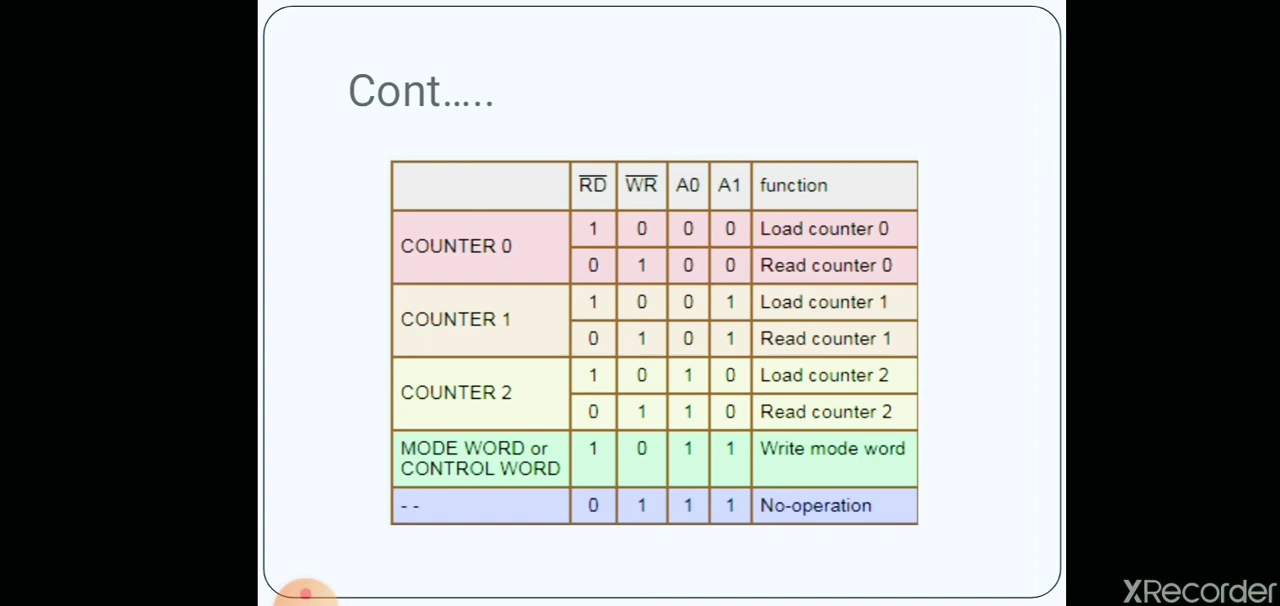 Cont.....
RD WR A0 A1 function
COUNTER 0
1 0 0 0 Load counter 0
0 1 0 0 Read counter 0
COUNTER 1
1 0 0 1 Load counter 1
0 1 0 1 Read counter 1
COUNTER 2
1 0 1 0 Load counter 2
0 1 1 0 Read counter 2
MODE WORD or
CONTROL WORD
1 0 1 1 Write mode word
- - 0 1 1 1 No-operation
XRecorder